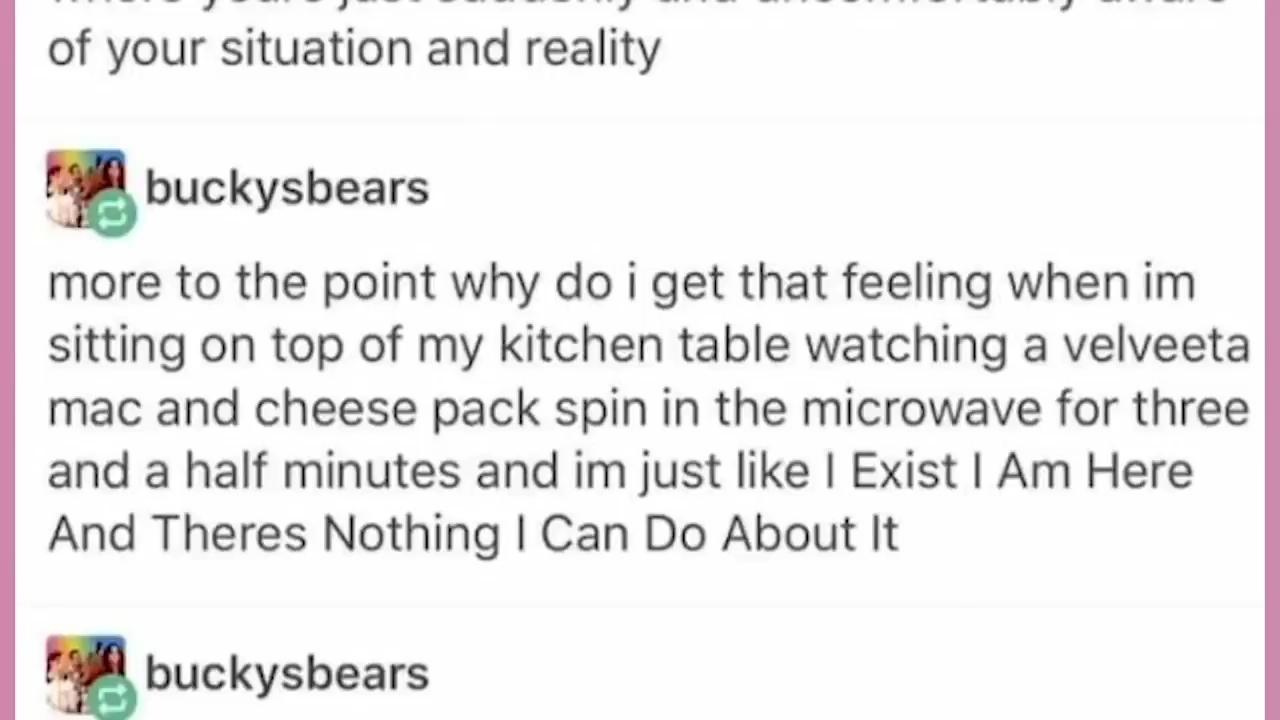 of your situation and reality
buckysbears
more to the point why do i get that feeling when im
sitting on top of my kitchen table watching a velveeta
mac and cheese pack spin in the microwave for three
and a half minutes and im just like I Exist I Am Here
And Theres Nothing I Can Do About It
buckysbears